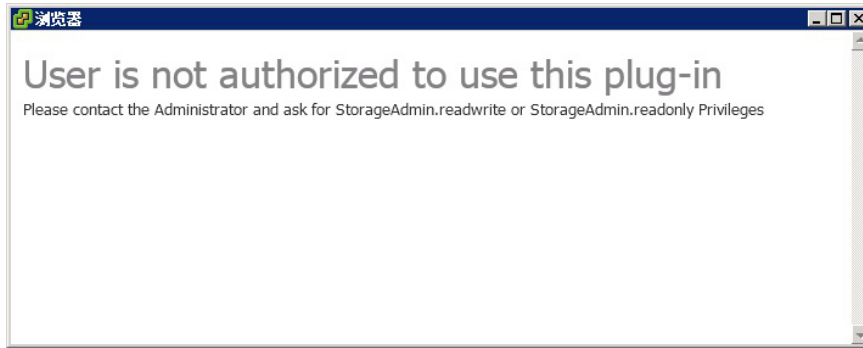 浏览器
User is not authorized to use this plug-in
Please contact the Administrator and ask for StorageAdmin.readwrite or StorageAdmin.readonly Privileges